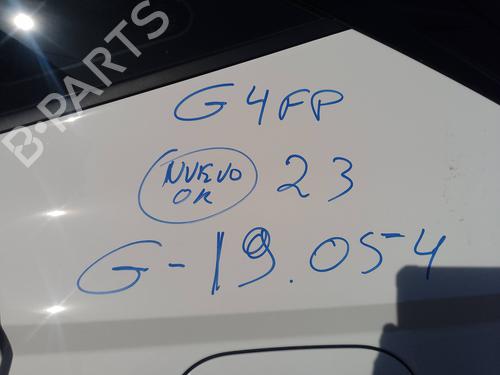 B-PARTS
G4FP
NUEVO OK 23
G-19.05-4